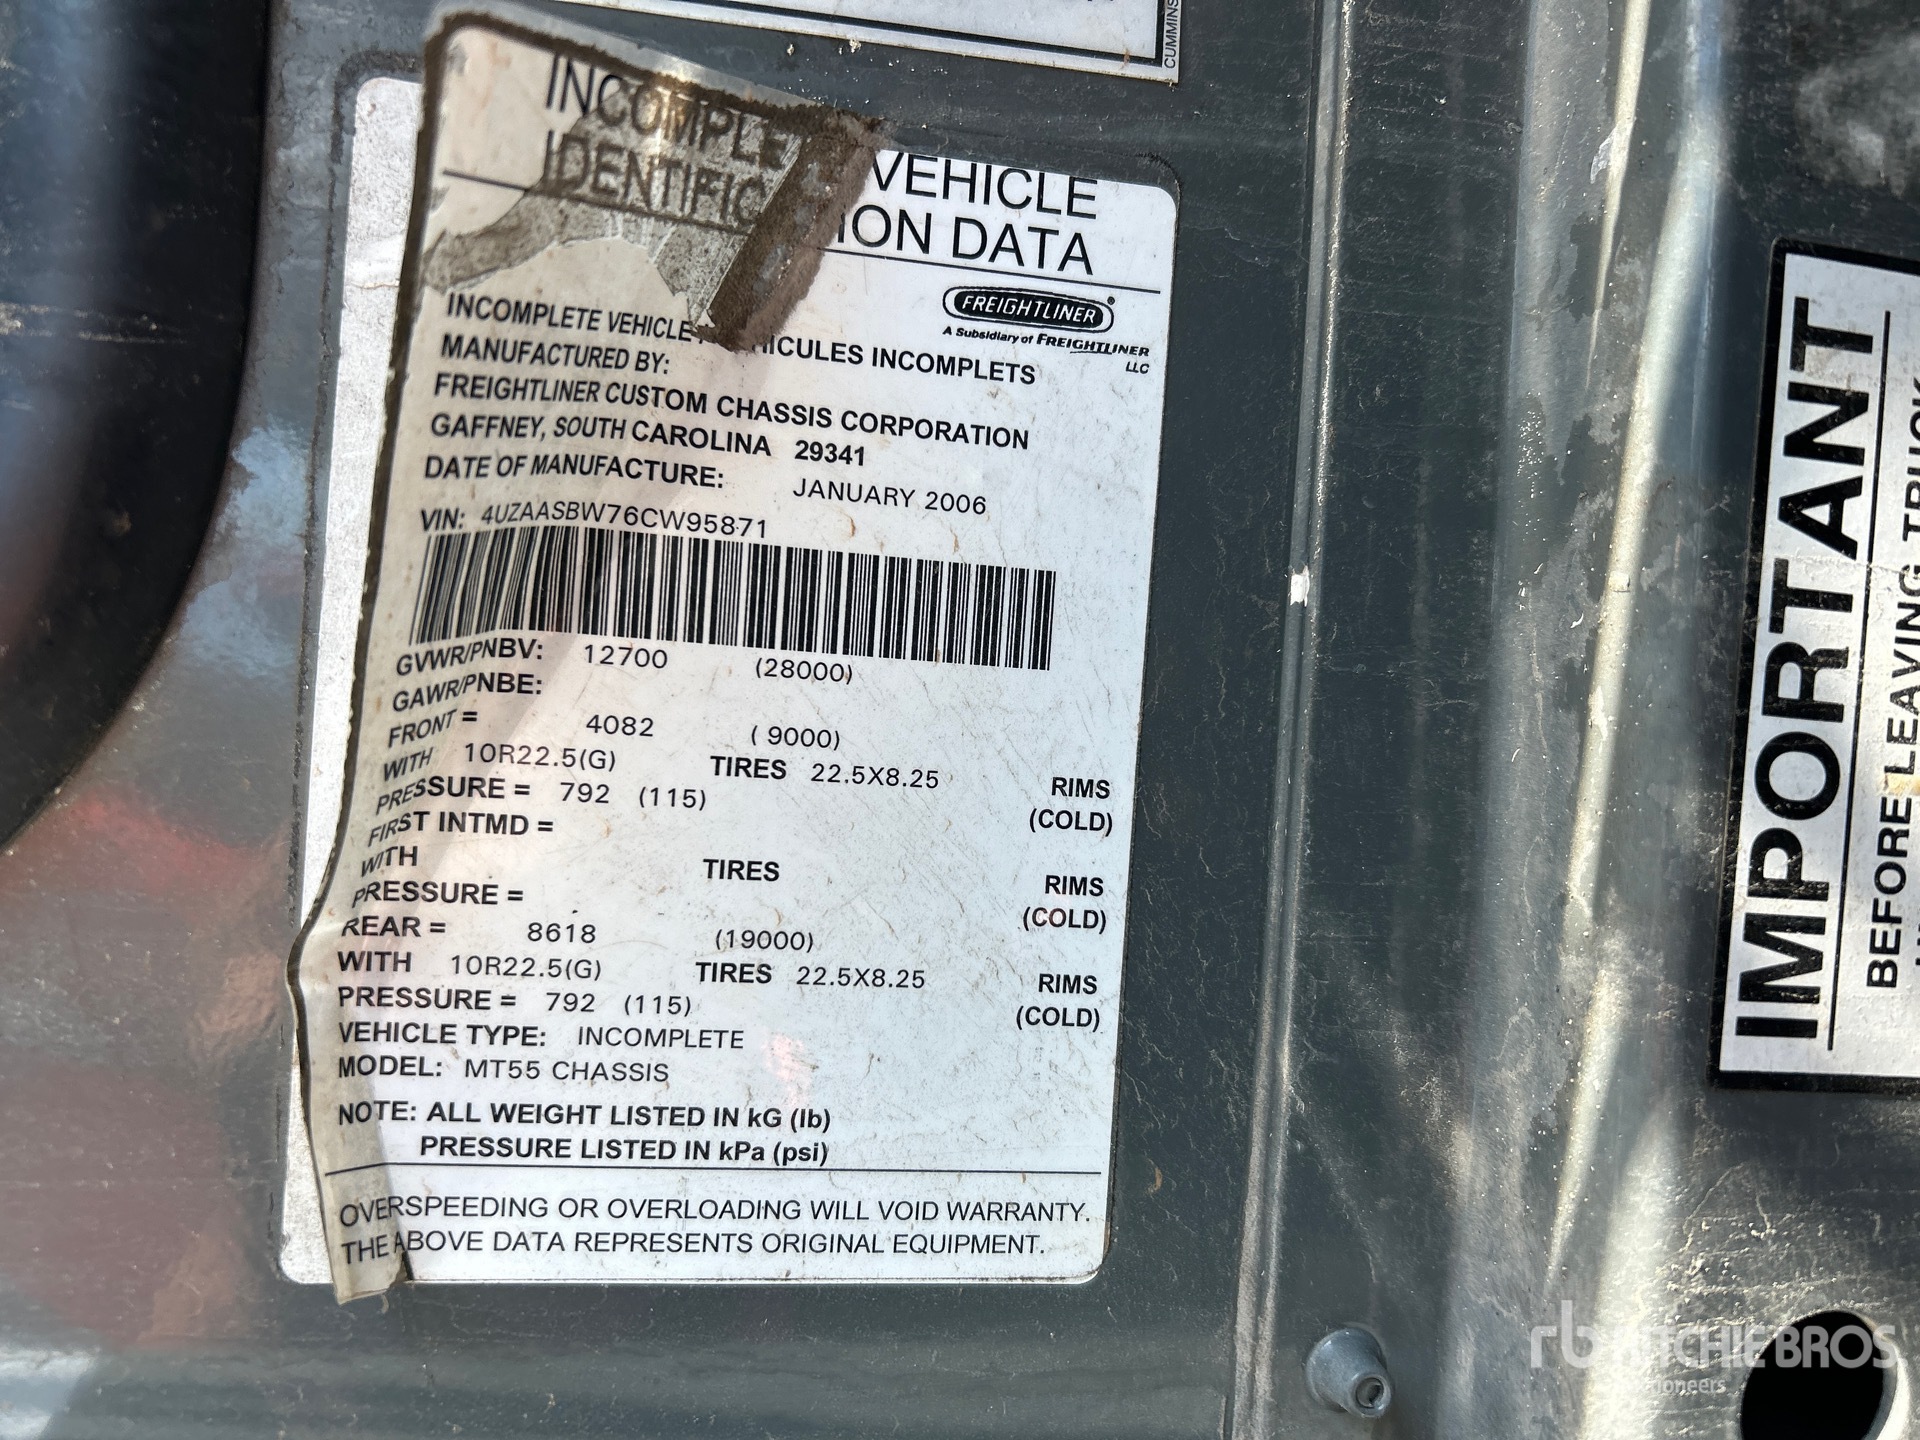 CUMMINS
INCOMPLE VEHICLE
IDENTIFIC ION DATA
FREIGHTLINER®
A Subsidiary of FREIGHTLINER
LLC
INCOMPLETE VEHICLE HICULES INCOMPLETS
MANUFACTURED BY:
FREIGHTLINER CUSTOM CHASSIS CORPORATION
GAFFNEY, SOUTH CAROLINA 29341
DATE OF MANUFACTURE: JANUARY 2006
VIN: 4UZAASBW76CW95871
GVWR/PNBV: 12700 (28000)
GAWR/PNBE:
FRONT = 4082 ( 9000)
WITH 10R22.5(G) TIRES 22.5X8.25 RIMS
PRESSURE = 792 (115) (COLD)
FIRST INTMD =
WITH TIRES RIMS
PRESSURE = (COLD)
REAR = 8618 (19000)
WITH 10R22.5(G) TIRES 22.5X8.25 RIMS
PRESSURE = 792 (115) (COLD)
VEHICLE TYPE: INCOMPLETE
MODEL: MT55 CHASSIS
NOTE: ALL WEIGHT LISTED IN kG (lb)
PRESSURE LISTED IN kPa (psi)
OVERSPEEDING OR OVERLOADING WILL VOID WARRANTY.
THE ABOVE DATA REPRESENTS ORIGINAL EQUIPMENT.
IMPORTANT
BEFORE LEAVING TRUCK
rb RITCHIE BROS
Auctioneers